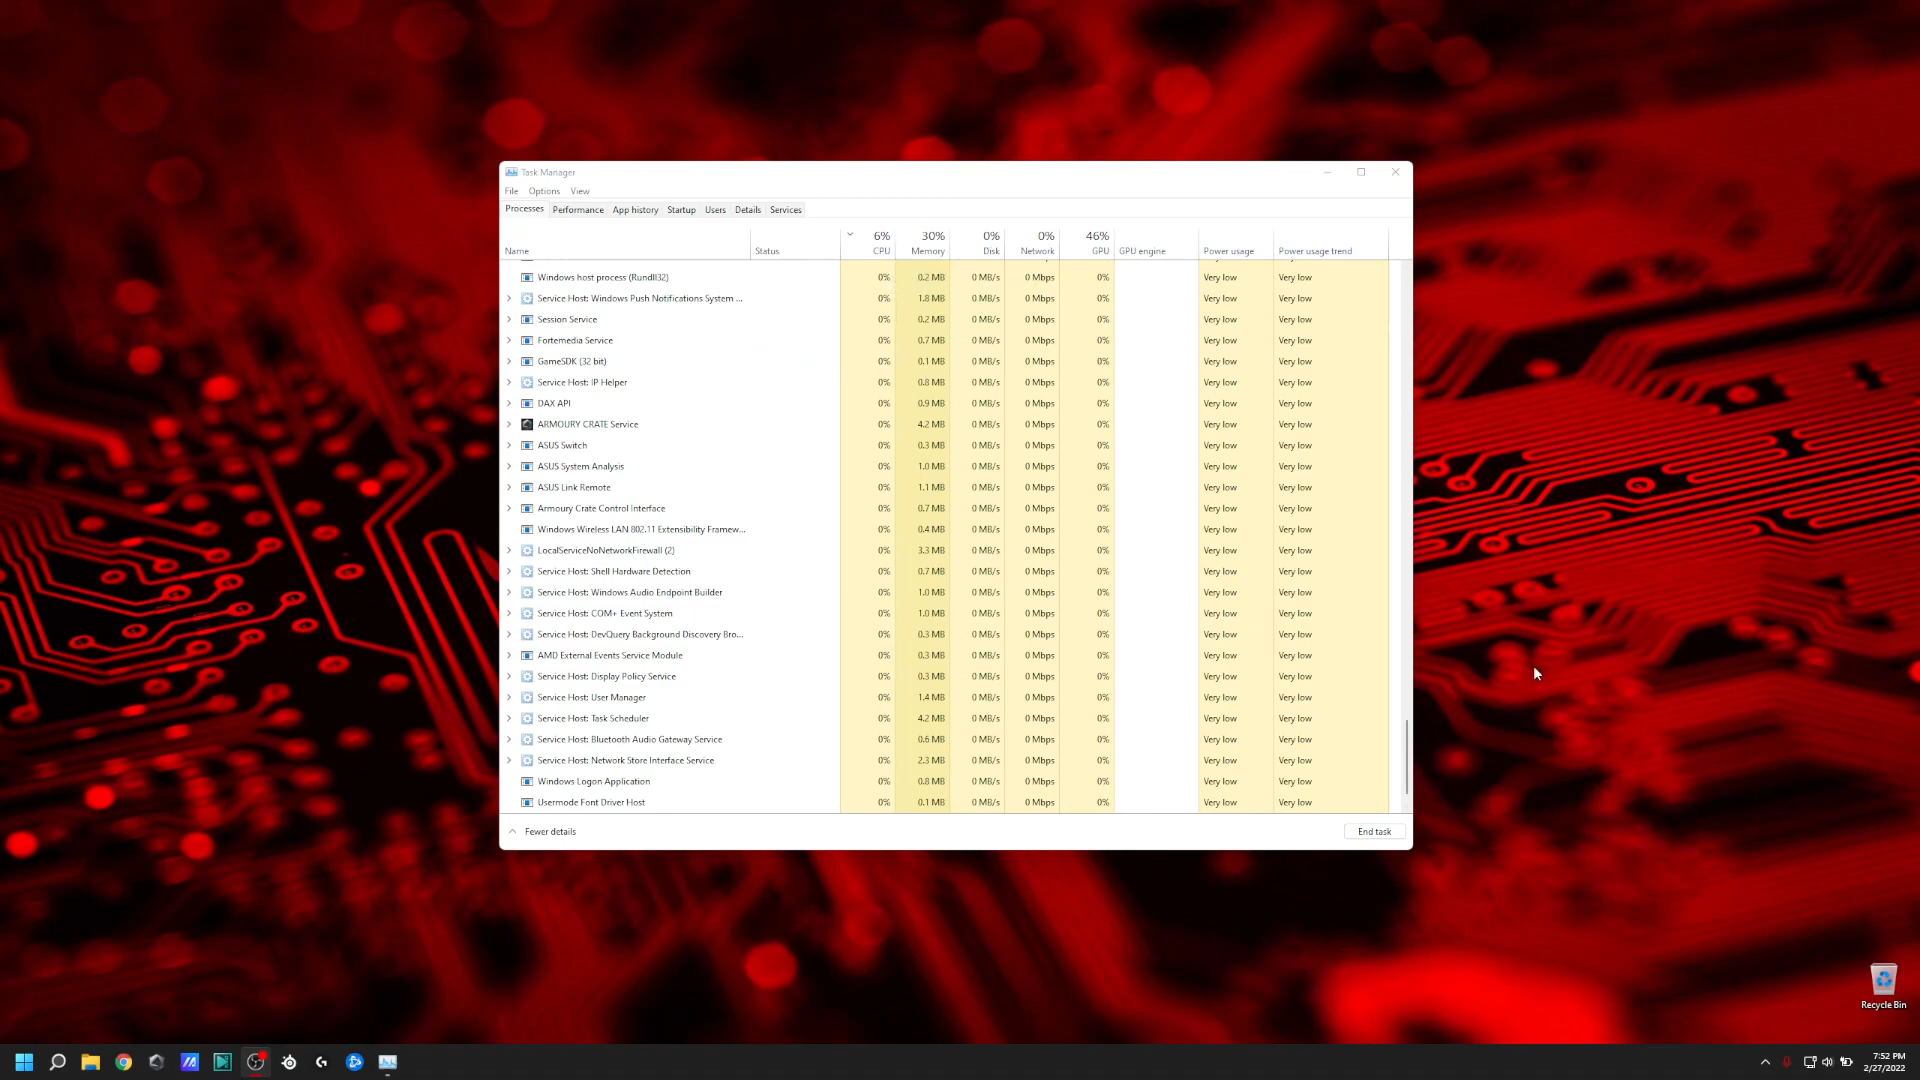 Task Manager
File Options View
Processes Performance App history Startup Users Details Services
6% 30% 0% 0% 46%
Name Status CPU Memory Disk Network GPU GPU engine Power usage Power usage trend
Windows host process (Rundll32) 0% 0.2 MB 0 MB/s 0 Mbps 0% Very low Very low
Service Host: Windows Push Notifications System ... 0% 1.8 MB 0 MB/s 0 Mbps 0% Very low Very low
Session Service 0% 0.2 MB 0 MB/s 0 Mbps 0% Very low Very low
Fortemedia Service 0% 0.7 MB 0 MB/s 0 Mbps 0% Very low Very low
GameSDK (32 bit) 0% 0.1 MB 0 MB/s 0 Mbps 0% Very low Very low
Service Host: IP Helper 0% 0.8 MB 0 MB/s 0 Mbps 0% Very low Very low
DAX API 0% 0.9 MB 0 MB/s 0 Mbps 0% Very low Very low
ARMOURY CRATE Service 0% 4.2 MB 0 MB/s 0 Mbps 0% Very low Very low
ASUS Switch 0% 0.3 MB 0 MB/s 0 Mbps 0% Very low Very low
ASUS System Analysis 0% 1.0 MB 0 MB/s 0 Mbps 0% Very low Very low
ASUS Link Remote 0% 1.1 MB 0 MB/s 0 Mbps 0% Very low Very low
Armoury Crate Control Interface 0% 0.7 MB 0 MB/s 0 Mbps 0% Very low Very low
Windows Wireless LAN 802.11 Extensibility Framew... 0% 0.4 MB 0 MB/s 0 Mbps 0% Very low Very low
LocalServiceNoNetworkFirewall (2) 0% 3.3 MB 0 MB/s 0 Mbps 0% Very low Very low
Service Host: Shell Hardware Detection 0% 0.7 MB 0 MB/s 0 Mbps 0% Very low Very low
Service Host: Windows Audio Endpoint Builder 0% 1.0 MB 0 MB/s 0 Mbps 0% Very low Very low
Service Host: COM+ Event System 0% 1.0 MB 0 MB/s 0 Mbps 0% Very low Very low
Service Host: DevQuery Background Discovery Bro... 0% 0.3 MB 0 MB/s 0 Mbps 0% Very low Very low
AMD External Events Service Module 0% 0.3 MB 0 MB/s 0 Mbps 0% Very low Very low
Service Host: Display Policy Service 0% 0.3 MB 0 MB/s 0 Mbps 0% Very low Very low
Service Host: User Manager 0% 1.4 MB 0 MB/s 0 Mbps 0% Very low Very low
Service Host: Task Scheduler 0% 4.2 MB 0 MB/s 0 Mbps 0% Very low Very low
Service Host: Bluetooth Audio Gateway Service 0% 0.6 MB 0 MB/s 0 Mbps 0% Very low Very low
Service Host: Network Store Interface Service 0% 2.3 MB 0 MB/s 0 Mbps 0% Very low Very low
Windows Logon Application 0% 0.8 MB 0 MB/s 0 Mbps 0% Very low Very low
Usermode Font Driver Host 0% 0.1 MB 0 MB/s 0 Mbps 0% Very low Very low
Fewer details End task
Recycle Bin
7:52 PM
2/27/2022